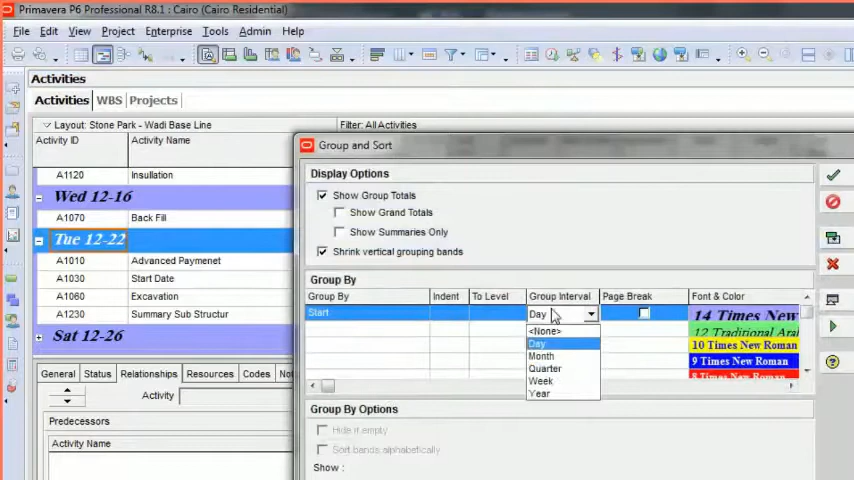 Primavera P6 Professional R8.1 : Cairo (Cairo Residential)
File Edit View Project Enterprise Tools Admin Help
Activities
Activities WBS Projects
Layout: Stone Park - Wadi Base Line Filter: All Activities
Activity ID Activity Name
A1120 Insullation
Wed 12-16
A1070 Back Fill
Tue 12-22
A1010 Advanced Paymenet
A1030 Start Date
A1060 Excavation
A1230 Summary Sub Structur
Sat 12-26
General Status Relationships Resources Codes
Activity
Predecessors
Activity Name
Group and Sort
Display Options
Show Group Totals
Show Grand Totals
Show Summaries Only
Shrink vertical grouping bands
Group By
Group By Indent To Level Group Interval Page Break Font & Color
Start Day 14 Times New
<None> 12 Traditional Arab
Day 10 Times New Roman
Month
Quarter 9 Times New Roman
Week 8 Times New Roman
Year
Group By Options
Hide if empty
Sort bands alphabetically
Show :